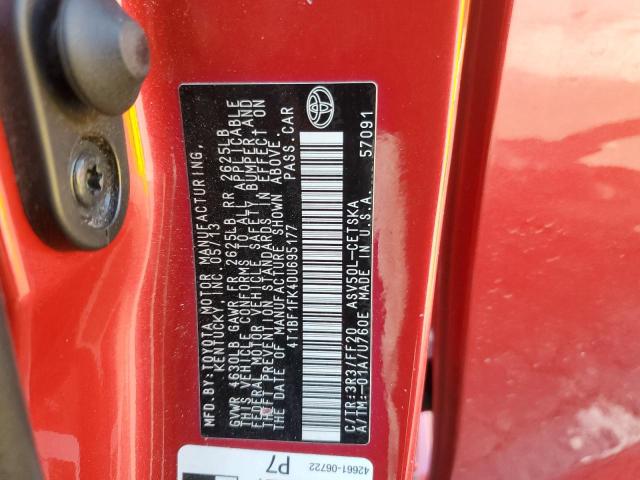 MFD.BY:TOYOTA MOTOR MANUFACTURING,
KENTUCKY, INC. 05/13
GVWR 4630LB GAWR FR 2625LB RR 2625LB
THIS VEHICLE CONFORMS TO ALL APPLICABLE
FEDERAL MOTOR VEHICLE SAFETY, BUMPER, AND
THEFT PREVENTION STANDARDS IN EFFECT ON
THE DATE OF MANUFACTURE SHOWN ABOVE.
4T1BF1FK4DU695177 PASS.CAR
C/TR:3R3/FF20 ASV50L-CETSKA
A/TM:-01A/U760E MADE IN U.S.A. 57091
42661-06722
P7